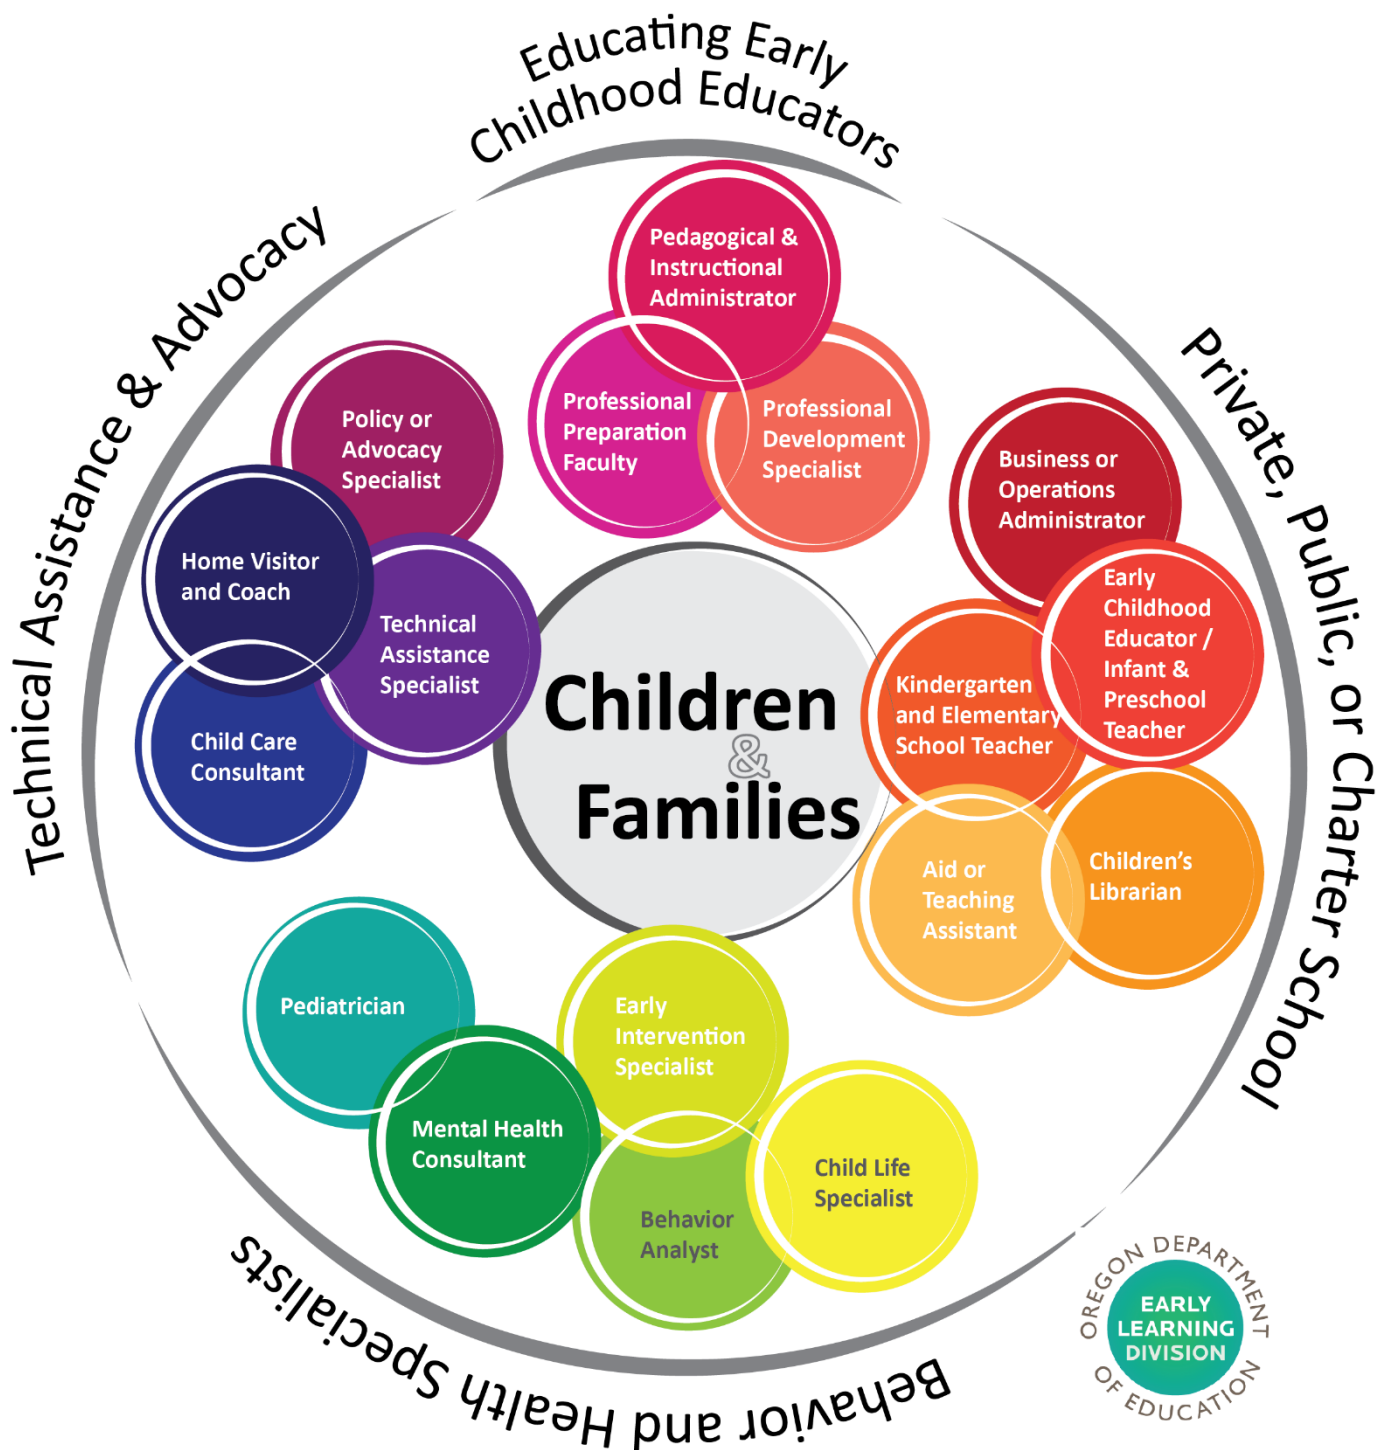 Educating Early
Childhood Educators
Technical Assistance & Advocacy
Private, Public, or Charter School
Behavior and Health Specialists
Pedagogical &
Instructional
Administrator
Professional
Preparation
Faculty
Professional
Development
Specialist
Policy or
Advocacy
Specialist
Home Visitor
and Coach
Technical
Assistance
Specialist
Child Care
Consultant
Business or
Operations
Administrator
Early
Childhood
Educator /
Infant &
Preschool
Teacher
Kindergarten
and Elementary
School Teacher
Aid or
Teaching
Assistant
Children's
Librarian
Children
&
Families
Pediatrician
Mental Health
Consultant
Early
Intervention
Specialist
Behavior
Analyst
Child Life
Specialist
OREGON DEPARTMENT
OF EDUCATION
EARLY
LEARNING
DIVISION